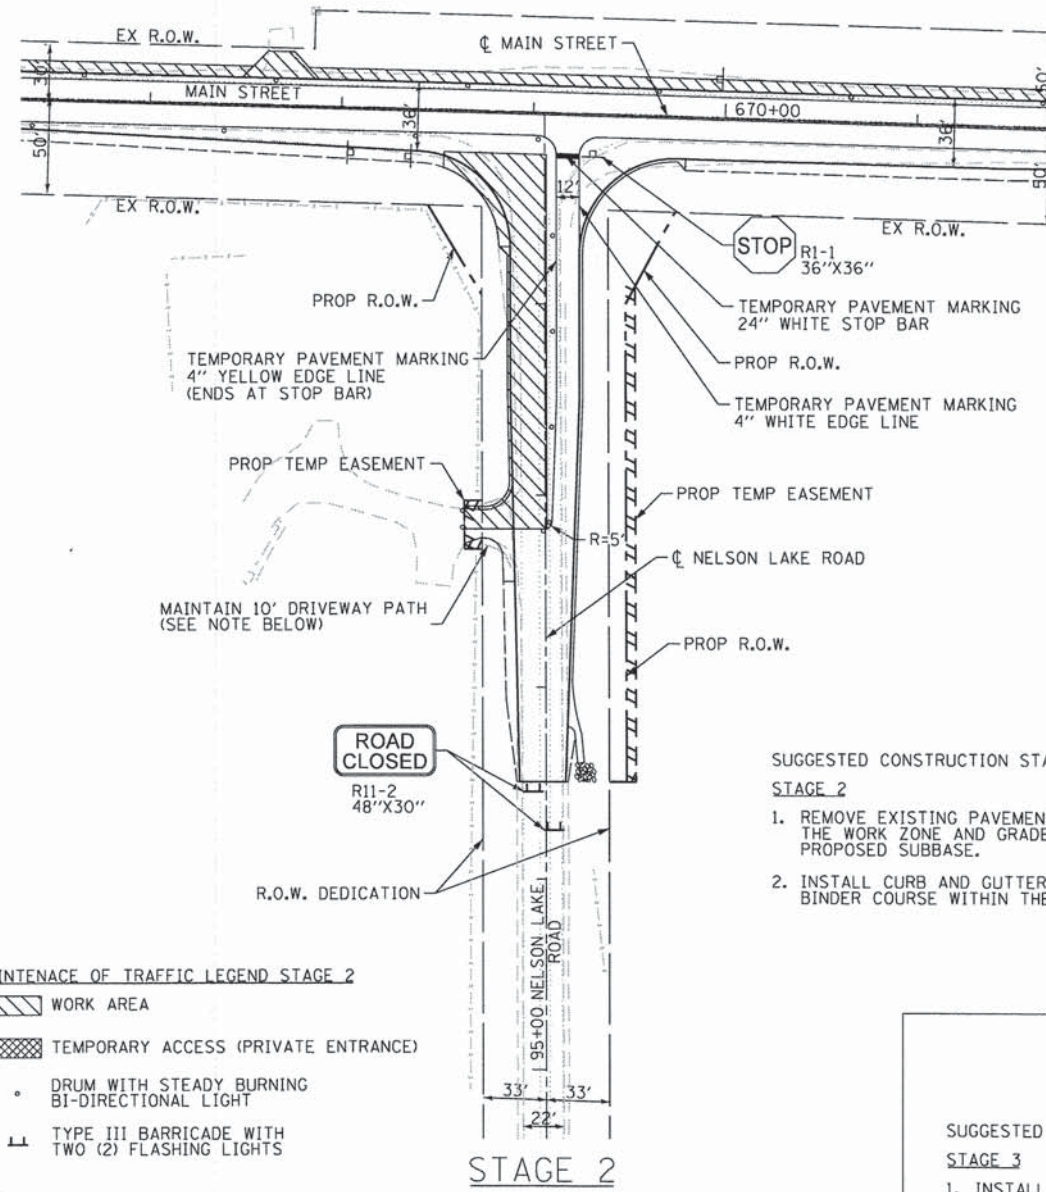 EX R.O.W.
℄ MAIN STREET
30'
MAIN STREET
36'
670+00
36'
50'
50'
12'
EX R.O.W.
EX R.O.W.
STOP
R1-1
36"X36"
PROP R.O.W.
TEMPORARY PAVEMENT MARKING
24" WHITE STOP BAR
TEMPORARY PAVEMENT MARKING
4" YELLOW EDGE LINE
(ENDS AT STOP BAR)
PROP R.O.W.
TEMPORARY PAVEMENT MARKING
4" WHITE EDGE LINE
PROP TEMP EASEMENT
PROP TEMP EASEMENT
R=5'
℄ NELSON LAKE ROAD
MAINTAIN 10' DRIVEWAY PATH
(SEE NOTE BELOW)
PROP R.O.W.
ROAD
CLOSED
R11-2
48"X30"
SUGGESTED CONSTRUCTION STA
STAGE 2
1. REMOVE EXISTING PAVEMEN
THE WORK ZONE AND GRADE
PROPOSED SUBBASE.
2. INSTALL CURB AND GUTTER
BINDER COURSE WITHIN THE
R.O.W. DEDICATION
95+00 NELSON LAKE
ROAD
INTENACE OF TRAFFIC LEGEND STAGE 2
WORK AREA
TEMPORARY ACCESS (PRIVATE ENTRANCE)
DRUM WITH STEADY BURNING
BI-DIRECTIONAL LIGHT
TYPE III BARRICADE WITH
TWO (2) FLASHING LIGHTS
33'
33'
22'
STAGE 2
SUGGESTED
STAGE 3
1. INSTALL